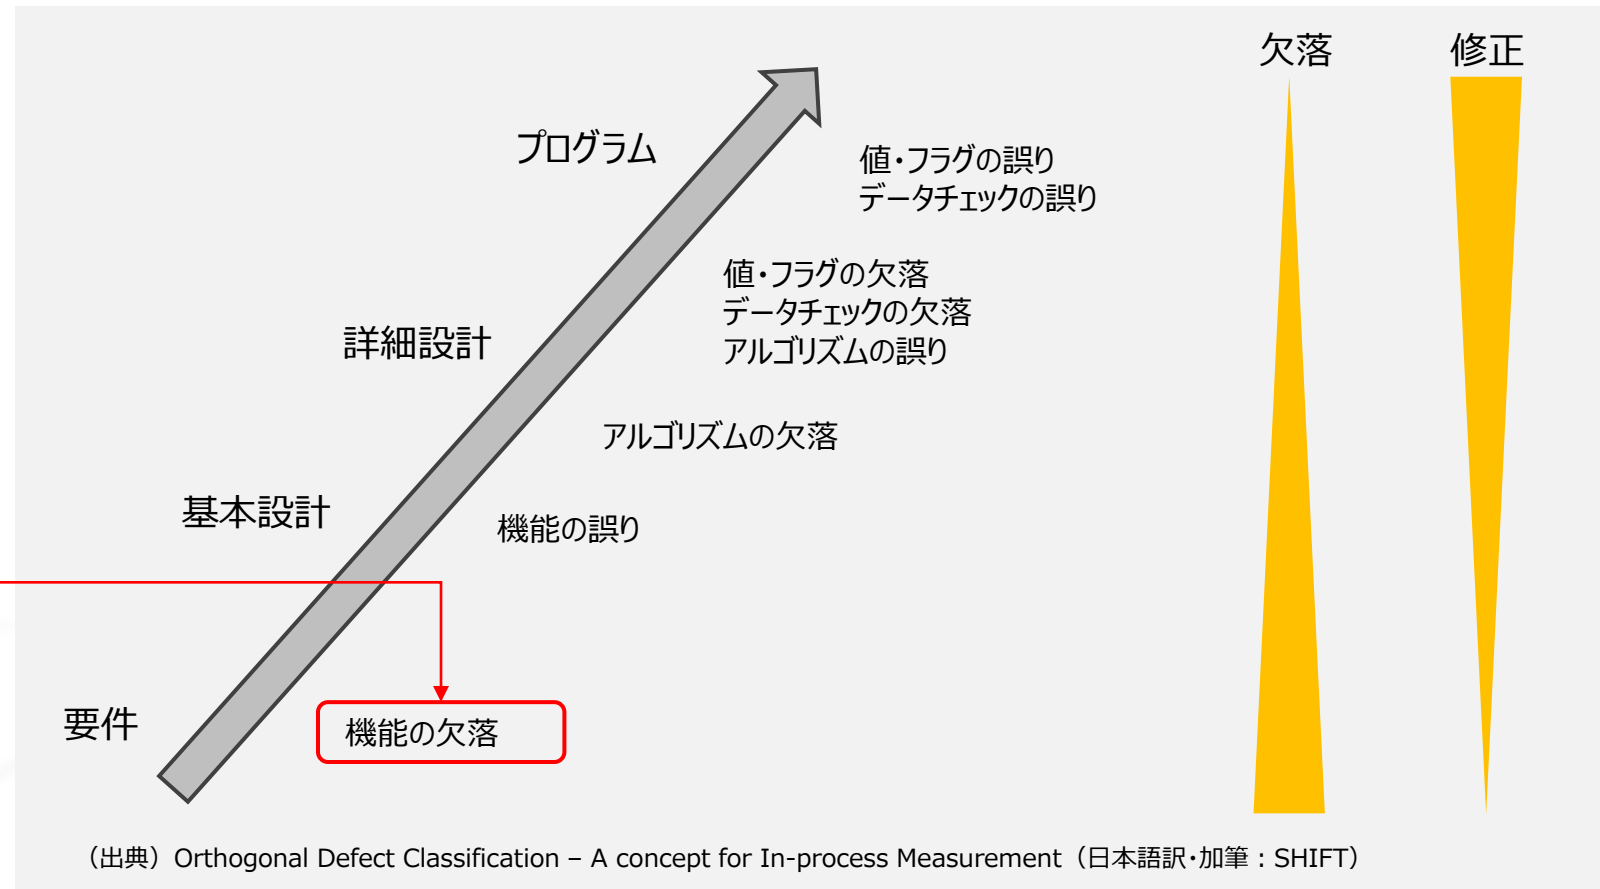 欠落
修正
プログラム
値・フラグの誤り
データチェックの誤り
値・フラグの欠落
データチェックの欠落
アルゴリズムの誤り
詳細設計
アルゴリズムの欠落
基本設計
機能の誤り
要件
機能の欠落
（出典）Orthogonal Defect Classification – A concept for In-process Measurement（日本語訳・加筆：SHIFT）